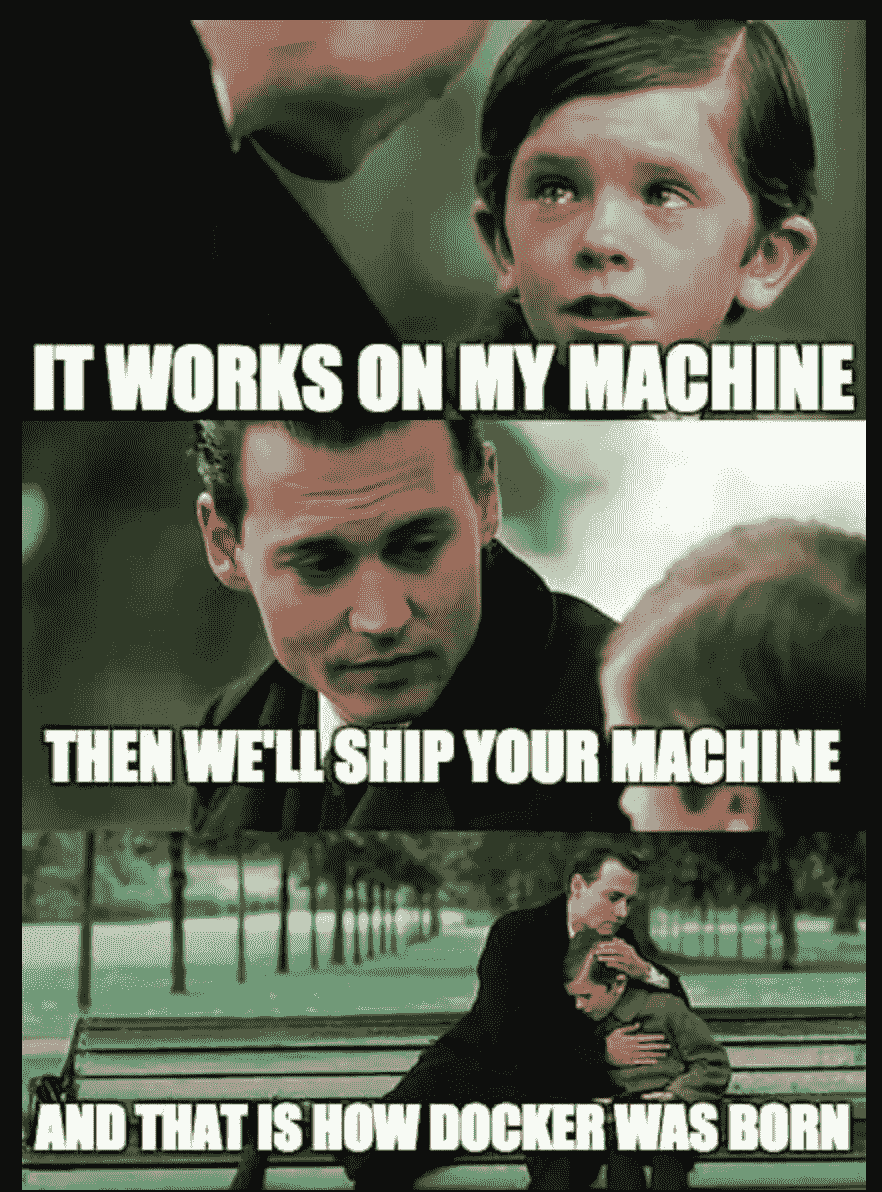 IT WORKS ON MY MACHINE
THEN WE'LL SHIP YOUR MACHINE
AND THAT IS HOW DOCKER WAS BORN